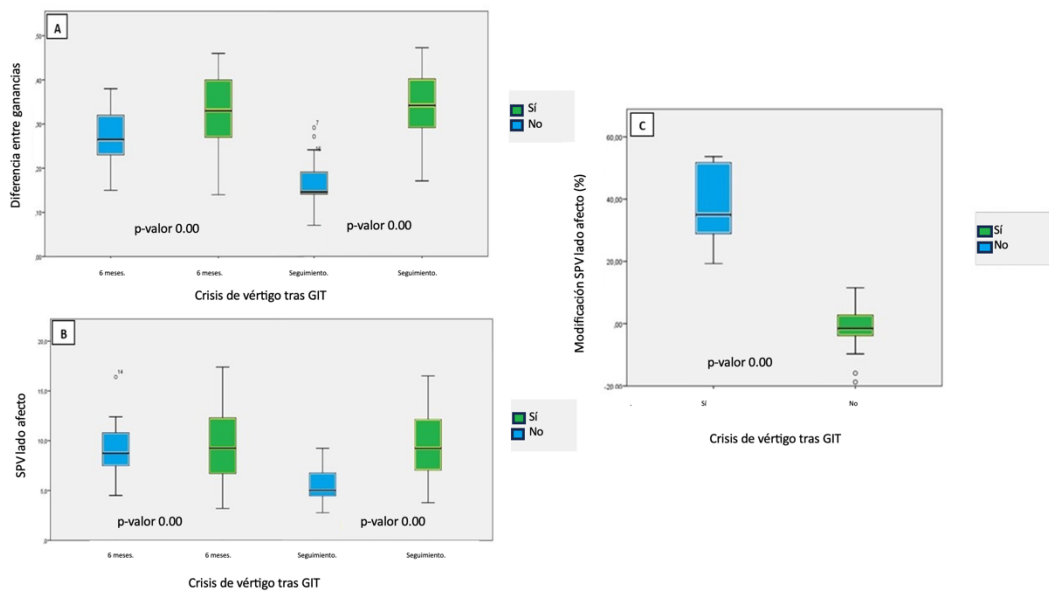 A
Diferencia entre ganancias
,50
,40
,30
,20
,10
,00
7
p-valor 0.00
p-valor 0.00
6 meses.
6 meses.
Seguimiento.
Seguimiento.
Crisis de vértigo tras GIT
Sí
No
B
SPV lado afecto
20,0
15,0
10,0
5,0
,0
14
p-valor 0.00
p-valor 0.00
6 meses.
6 meses.
Seguimiento.
Seguimiento.
Crisis de vértigo tras GIT
Sí
No
C
Modificación SPV lado afecto (%)
60,00
40,00
20,00
,00
-20,00
p-valor 0.00
Sí
No
Crisis de vértigo tras GIT
Sí
No